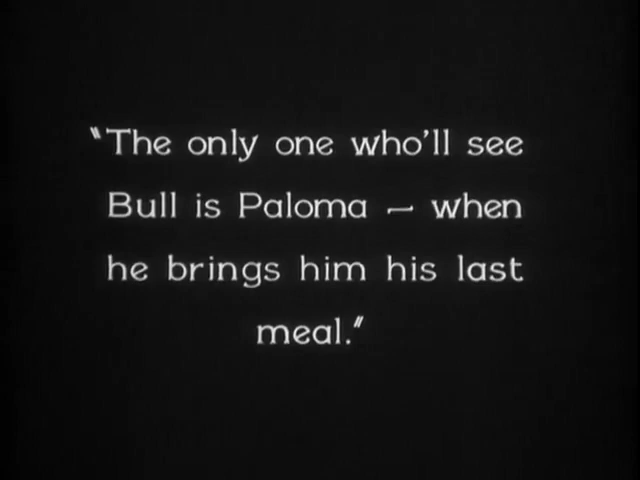 "The only one who'll see
Bull is Paloma — when
he brings him his last
meal."